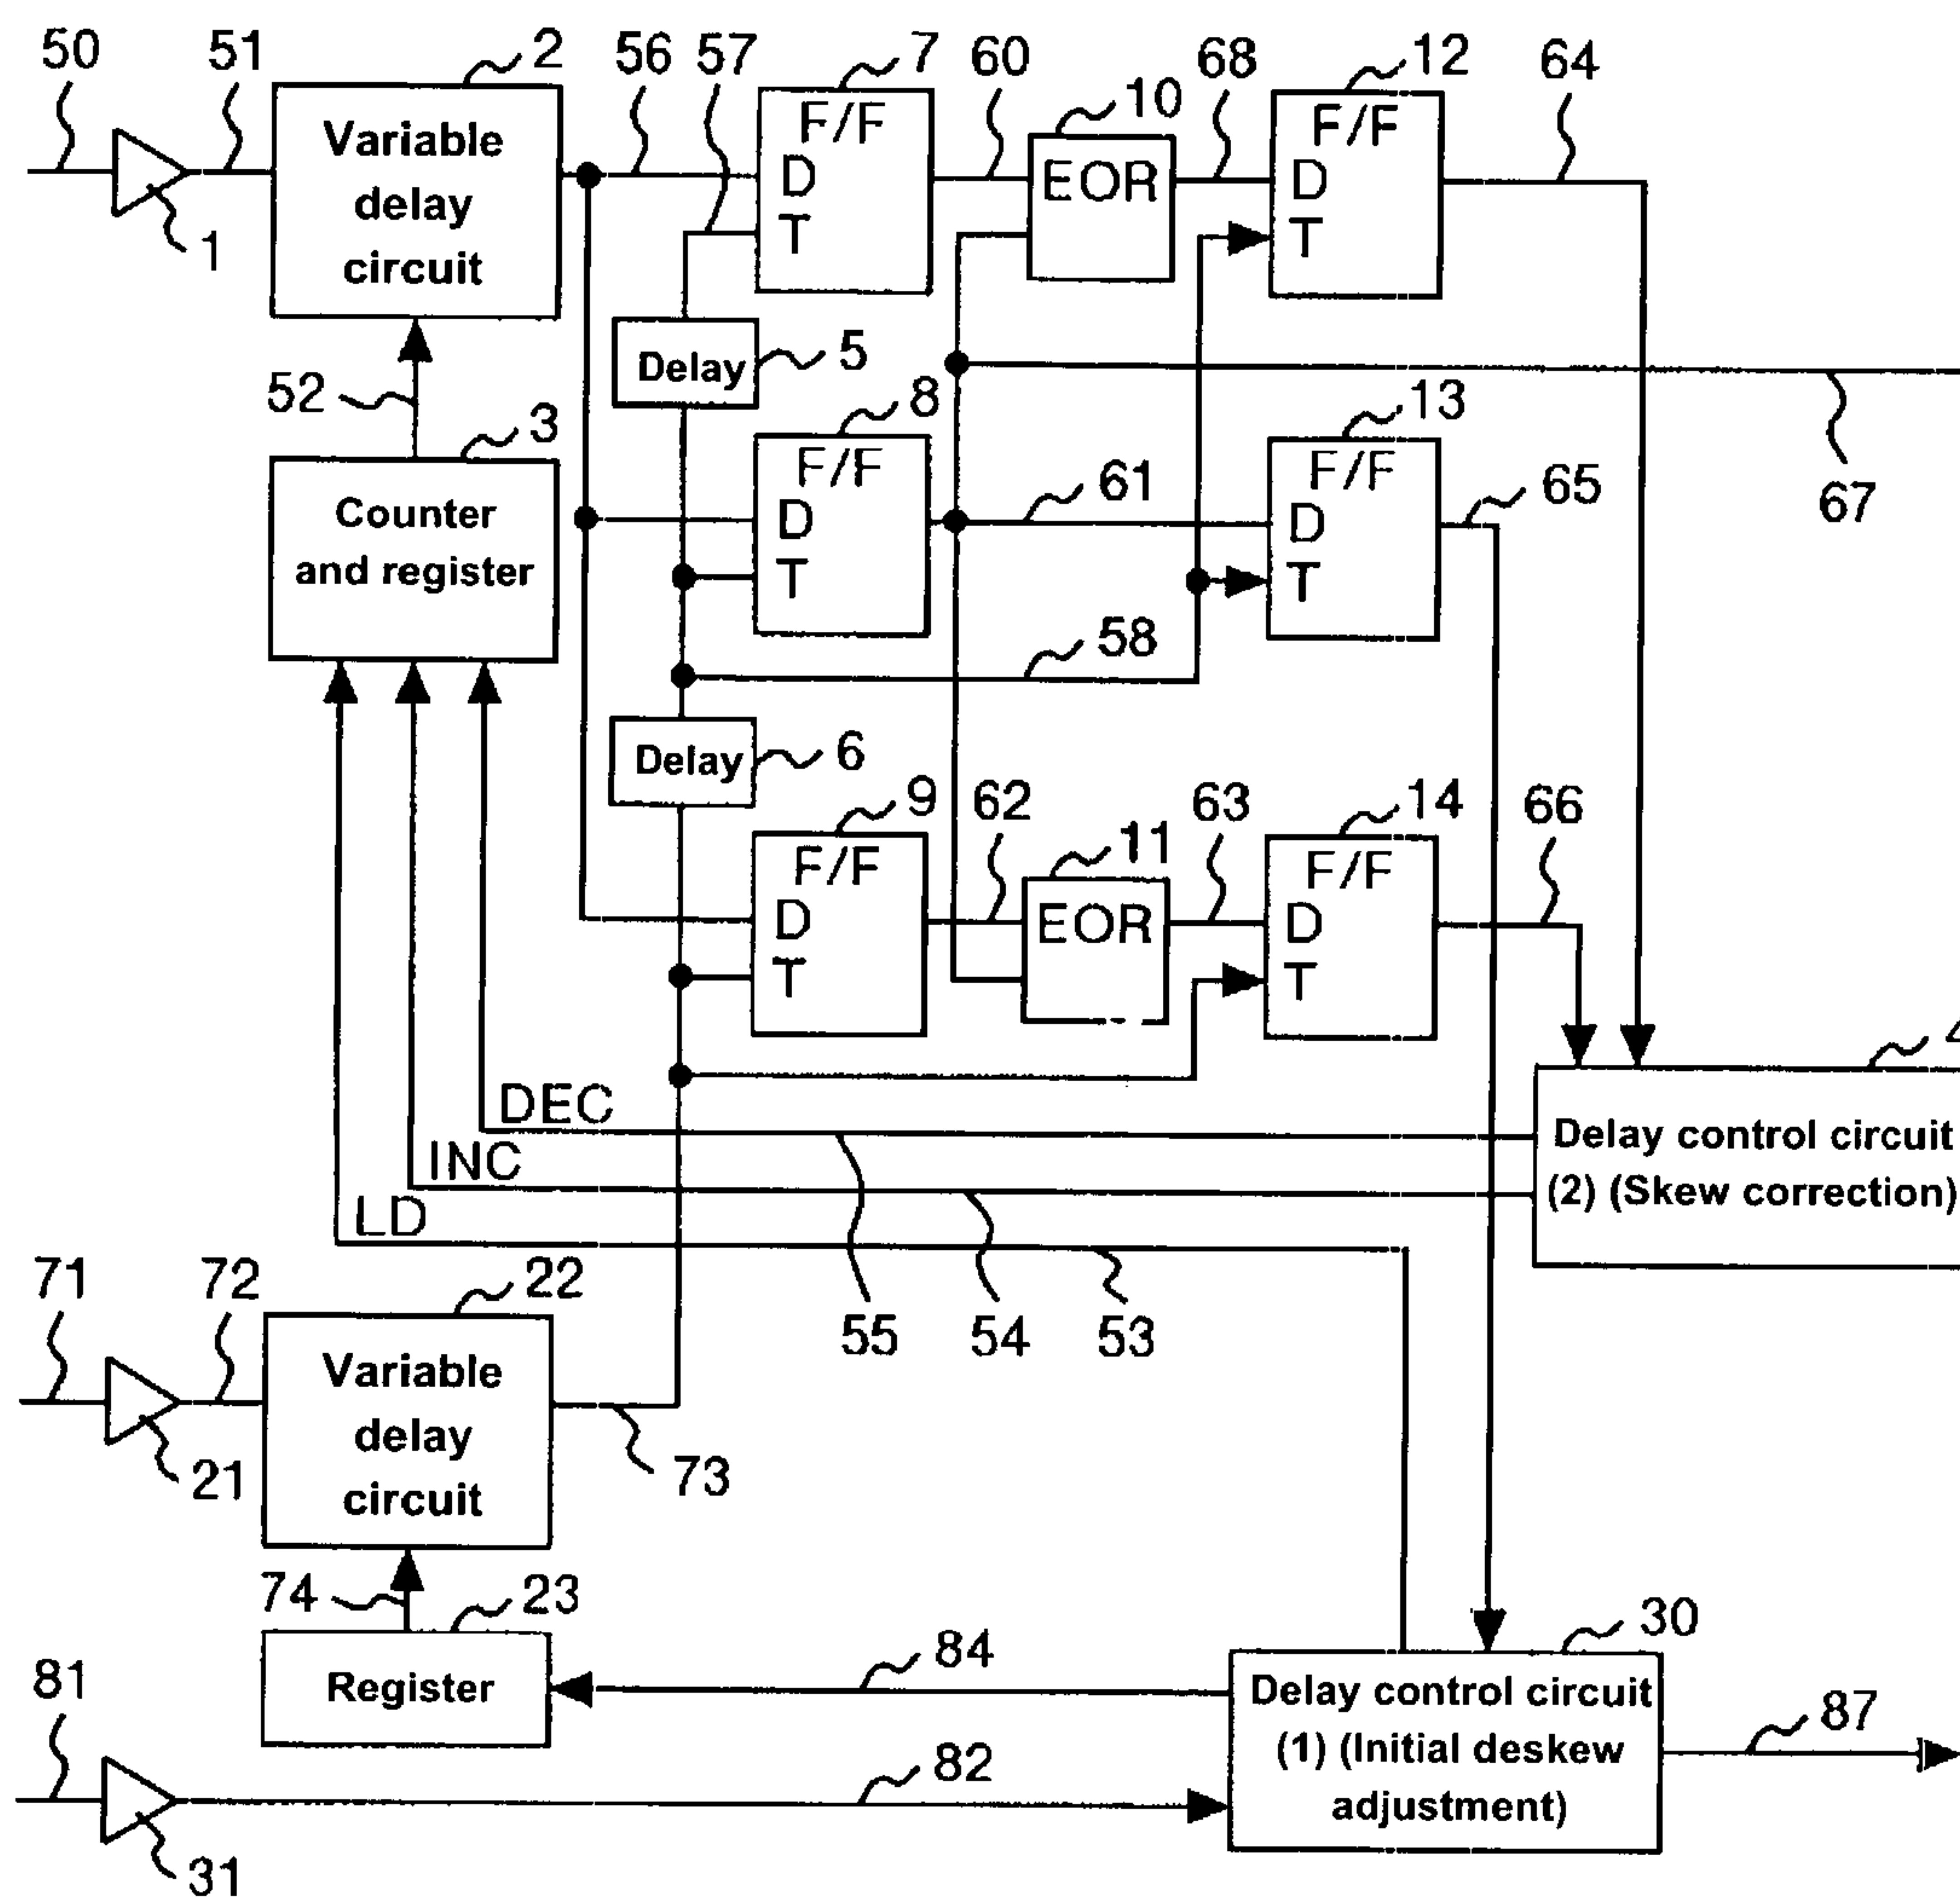 50
51
2
56
57
7
60
10
68
12
64
Variable
delay
circuit
F/F
D
T
EOR
F/F
D
T
1
Delay
5
52
3
8
13
67
Counter
and register
F/F
D
T
61
F/F
D
T
65
58
Delay
6
9
62
11
63
14
66
F/F
D
T
EOR
F/F
D
T
DEC
INC
LD
Delay control circuit
(2) (Skew correction)
71
72
22
55
54
53
Variable
delay
circuit
21
73
74
23
30
Register
84
Delay control circuit
(1) (Initial deskew
adjustment)
87
81
82
31